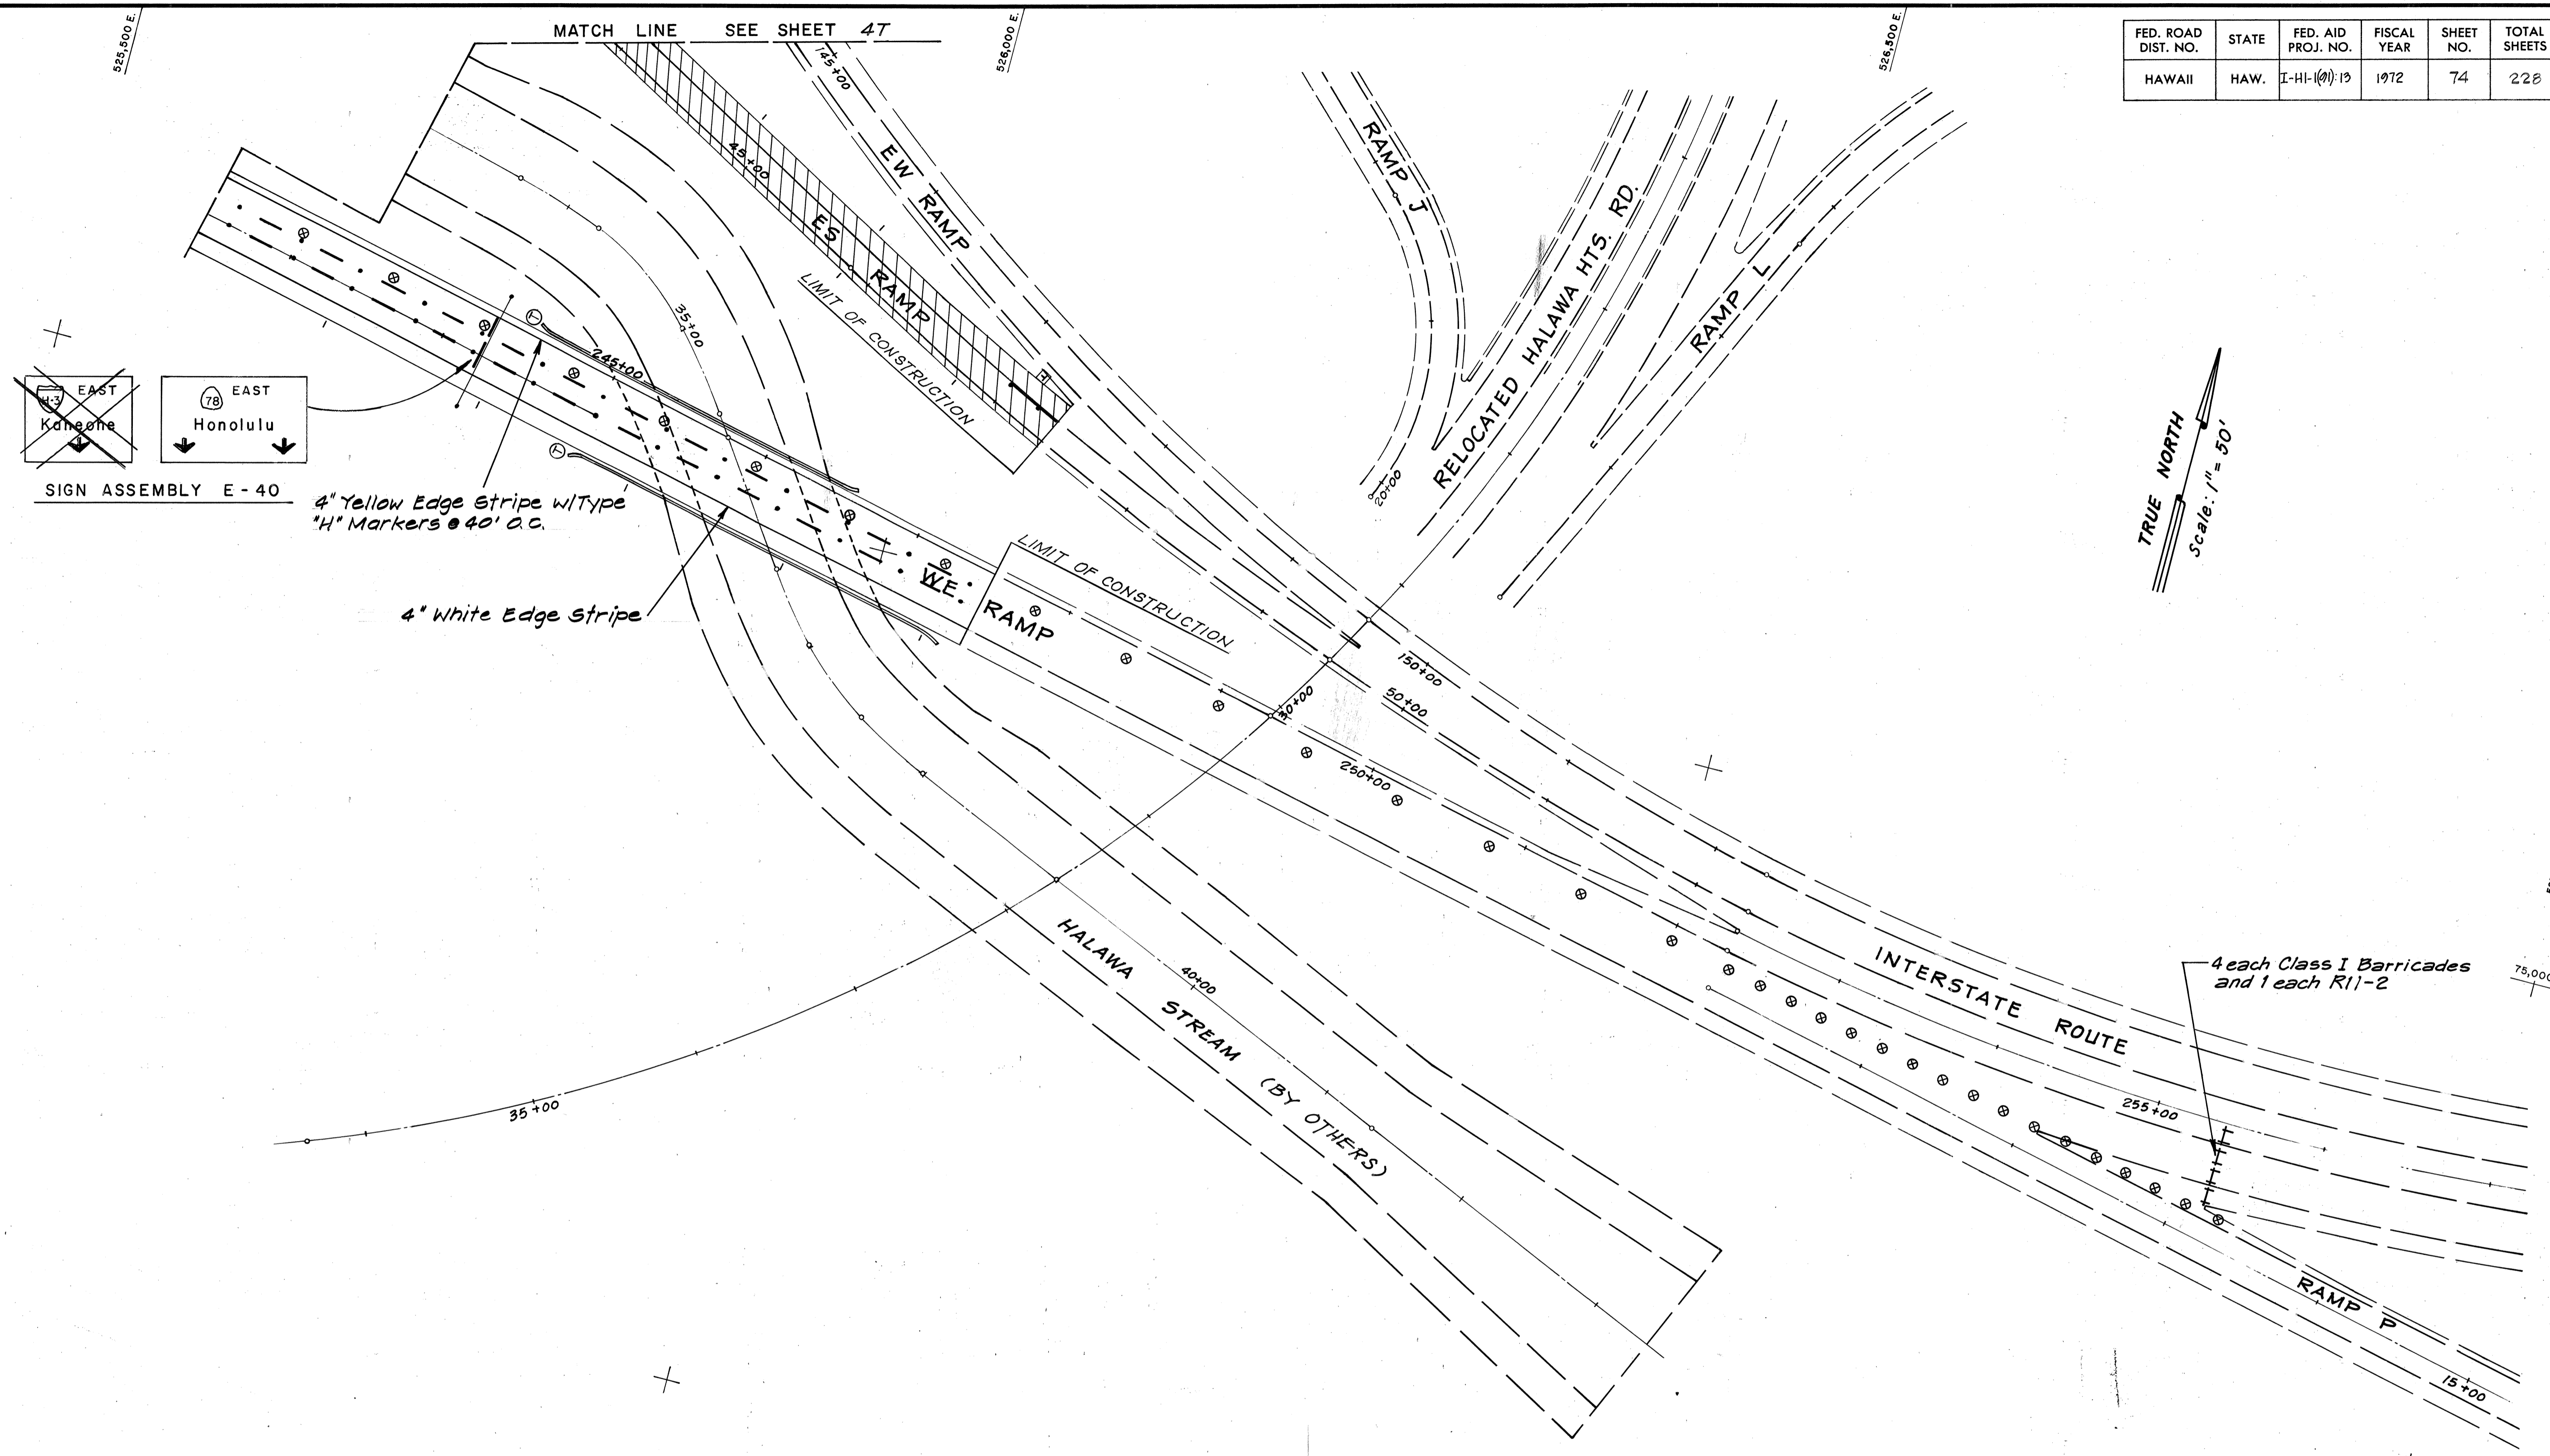 525,500 E.
MATCH LINE SEE SHEET 4T
526,000 E.
526,500 E.
FED. ROAD DIST. NO.
STATE
FED. AID PROJ. NO.
FISCAL YEAR
SHEET NO.
TOTAL SHEETS
HAWAII
HAW.
I-HI-1(91):13
1972
74
228
145+00
EW RAMP
45+00
ES RAMP
LIMIT OF CONSTRUCTION
RAMP J
RELOCATED HALAWA HTS. RD.
RAMP L
20+00
35+00
245+00
H-3 EAST
Kaneohe
78 EAST
Honolulu
SIGN ASSEMBLY E-40
4" Yellow Edge Stripe w/Type
"H" Markers @ 40' O.C.
4" White Edge Stripe
W.E. RAMP
LIMIT OF CONSTRUCTION
TRUE NORTH
Scale: 1" = 50'
150+00
50+00
30+00
250+00
HALAWA STREAM (BY OTHERS)
40+00
35+00
INTERSTATE ROUTE
4 each Class I Barricades
and 1 each R11-2
75,000
255+00
RAMP P
15+00